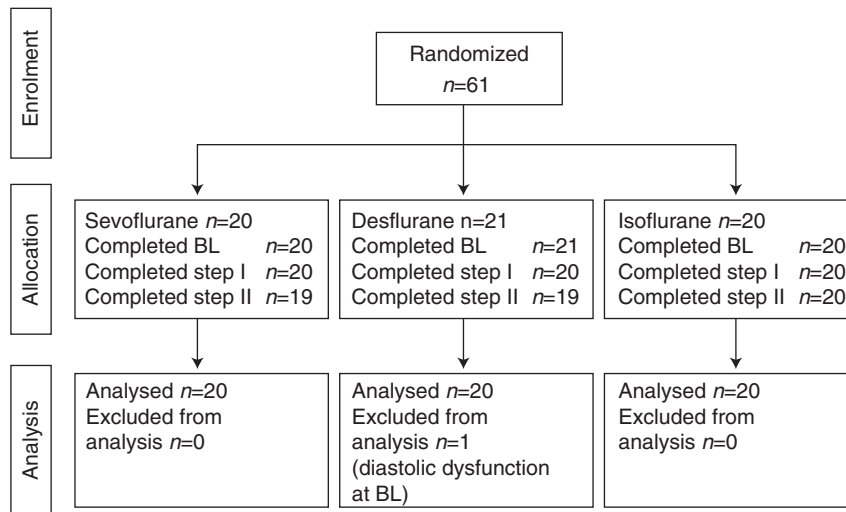 Enrolment
Randomized
n=61
Allocation
Sevoflurane n=20
Completed BL n=20
Completed step I n=20
Completed step II n=19
Desflurane n=21
Completed BL n=21
Completed step I n=20
Completed step II n=19
Isoflurane n=20
Completed BL n=20
Completed step I n=20
Completed step II n=20
Analysis
Analysed n=20
Excluded from
analysis n=0
Analysed n=20
Excluded from
analysis n=1
(diastolic dysfunction
at BL)
Analysed n=20
Excluded from
analysis n=0